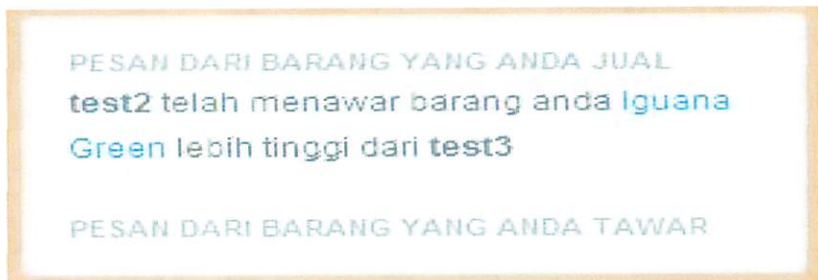 PESAN DARI BARANG YANG ANDA JUAL
test2 telah menawar barang anda Iguana
Green lebih tinggi dari test3
PESAN DARI BARANG YANG ANDA TAWAR